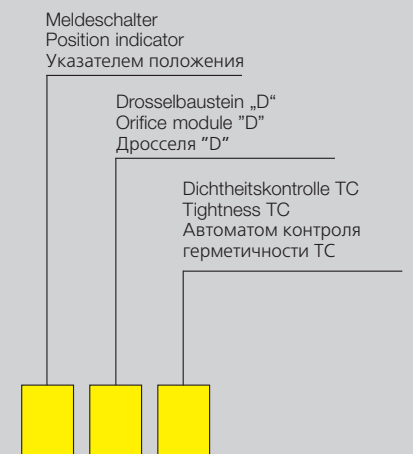 Meldeschalter
Position indicator
Указателем положения
Drosselbaustein „D“
Orifice module ”D”
Дросселя ”D”
Dichtheitskontrolle TC
Tightness TC
Автоматом контроля
герметичности TC